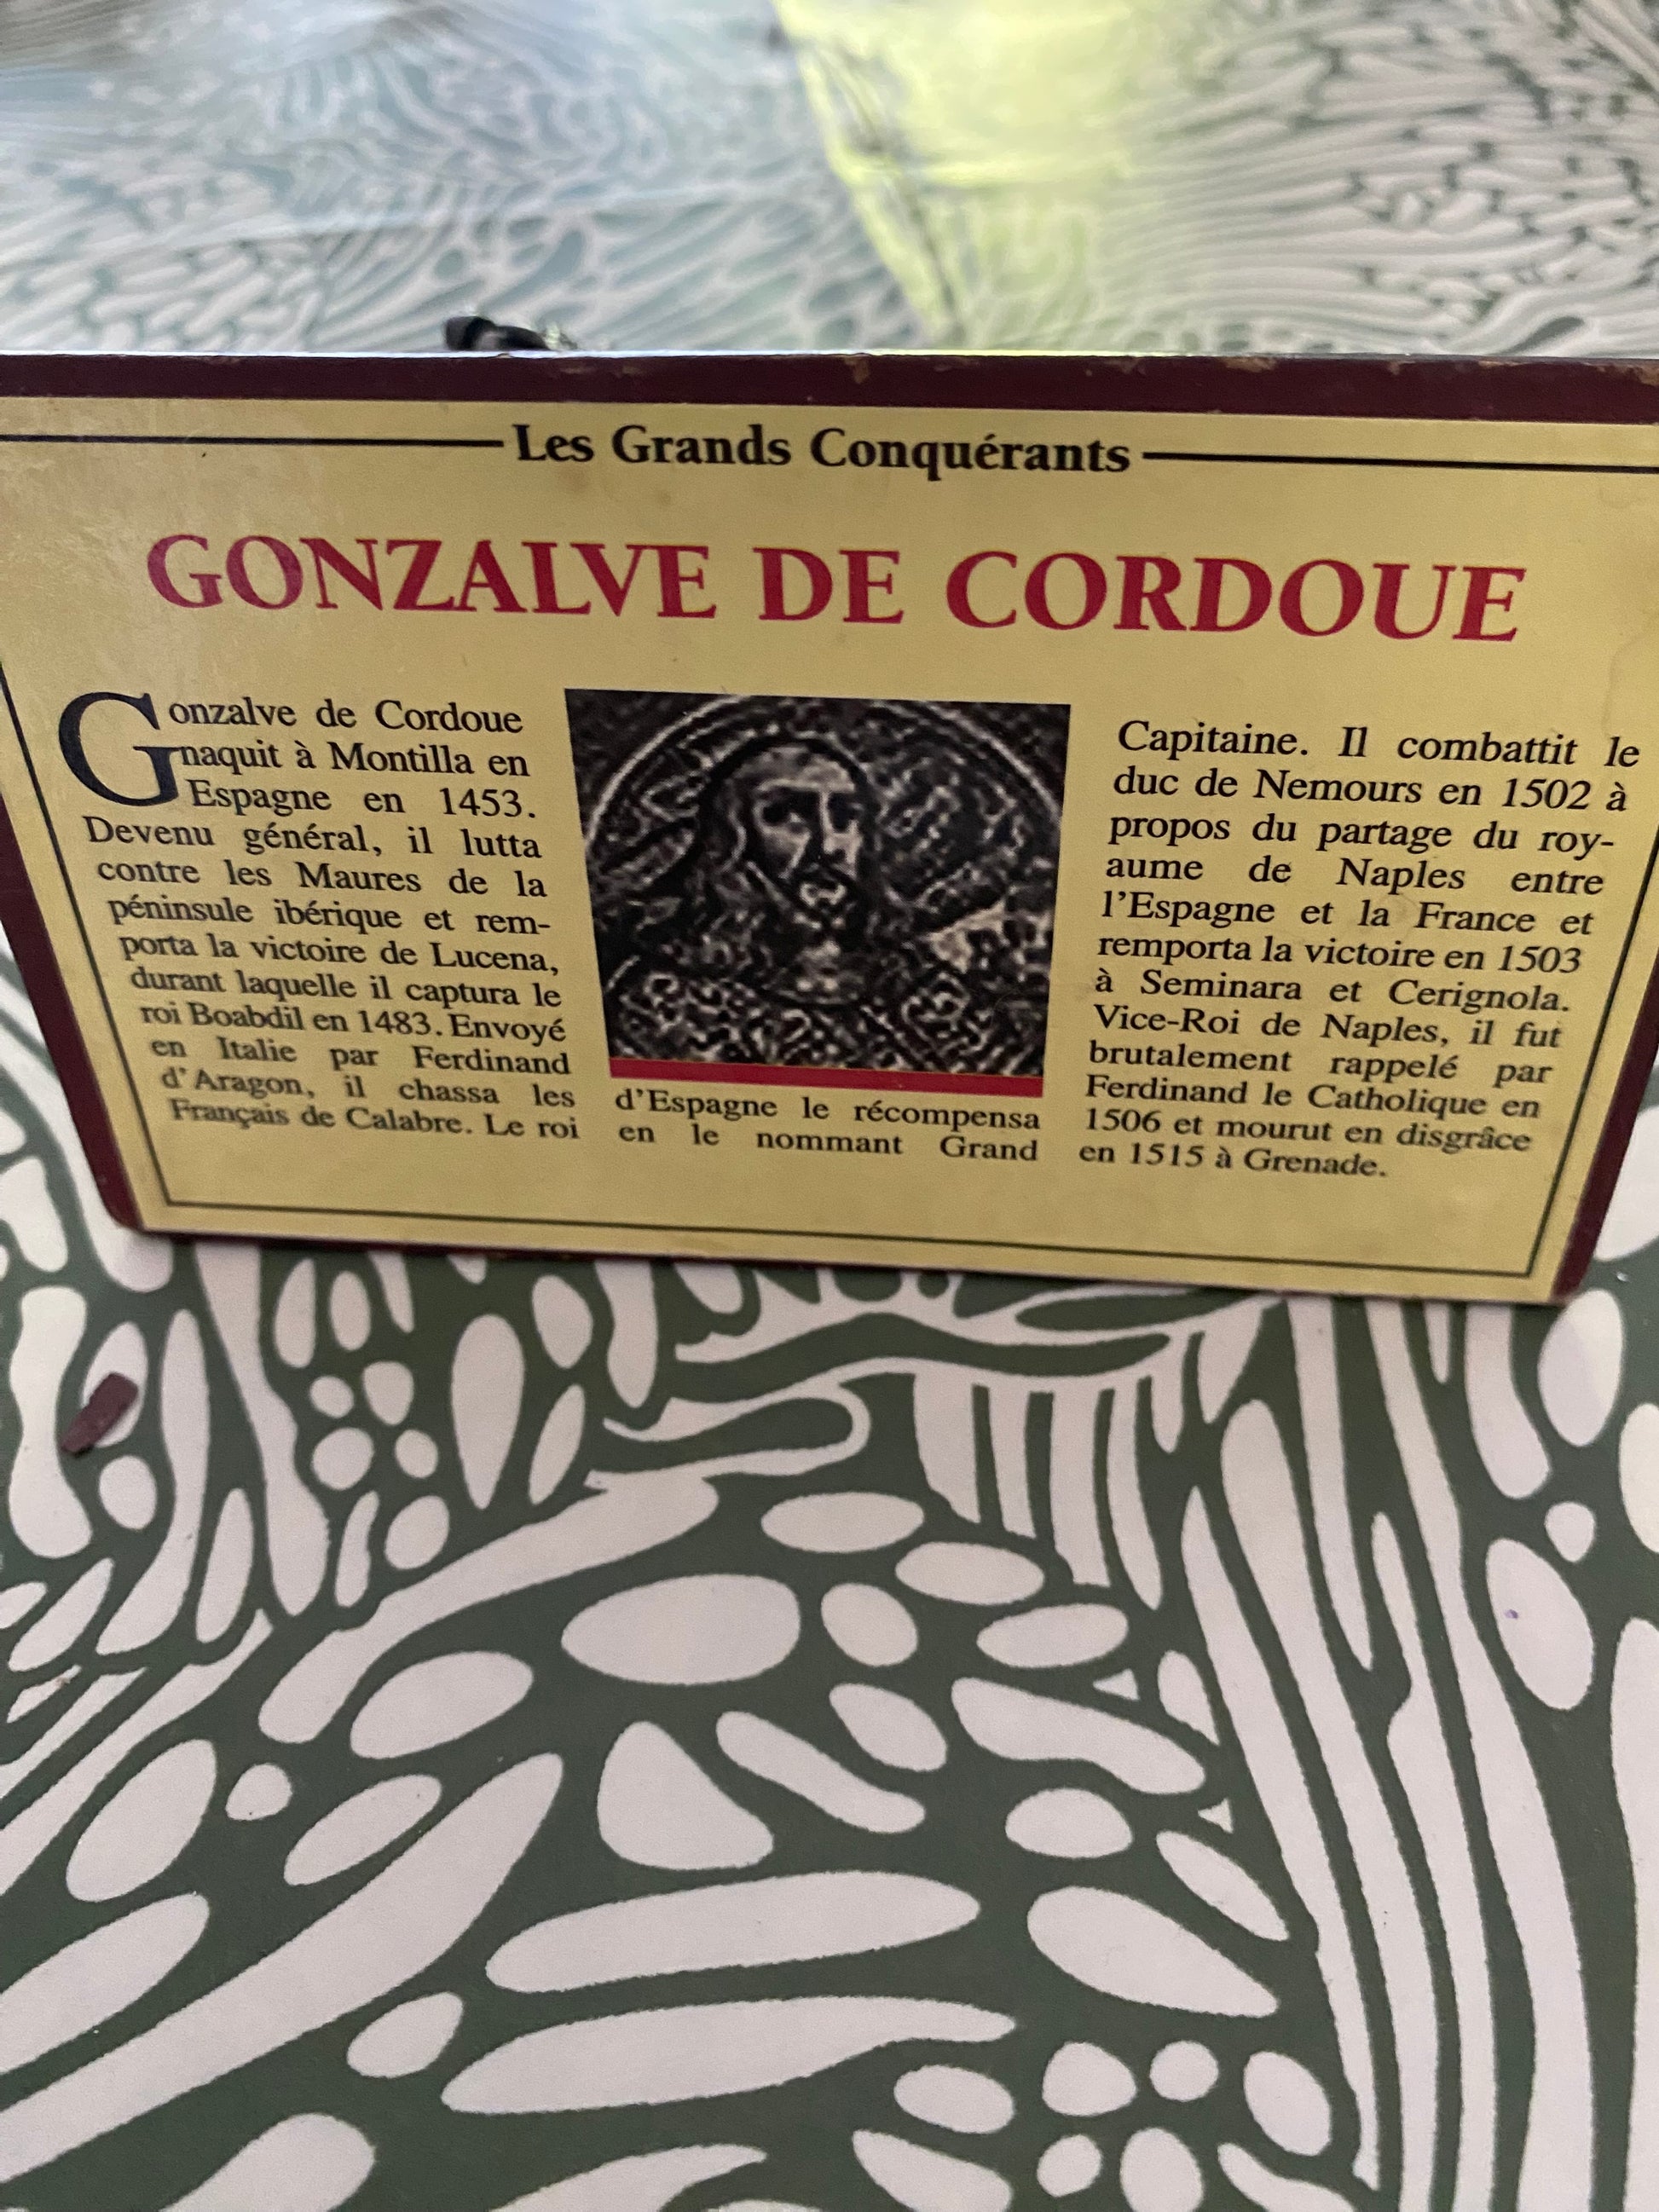 Les Grands Conquérants
GONZALVE DE CORDOUE
Gonzalve de Cordoue
naquit à Montilla en
Espagne en 1453.
Devenu général, il lutta
contre les Maures de la
péninsule ibérique et rem-
porta la victoire de Lucena,
durant laquelle il captura le
roi Boabdil en 1483. Envoyé
en Italie par Ferdinand
d'Aragon, il chassa les
Français de Calabre. Le roi
d'Espagne le récompensa
en le nommant Grand
Capitaine. Il combattit le
duc de Nemours en 1502 à
propos du partage du roy-
aume de Naples entre
l'Espagne et la France et
remporta la victoire en 1503
à Seminara et Cerignola.
Vice-Roi de Naples, il fut
brutalement rappelé par
Ferdinand le Catholique en
1506 et mourut en disgrâce
en 1515 à Grenade.